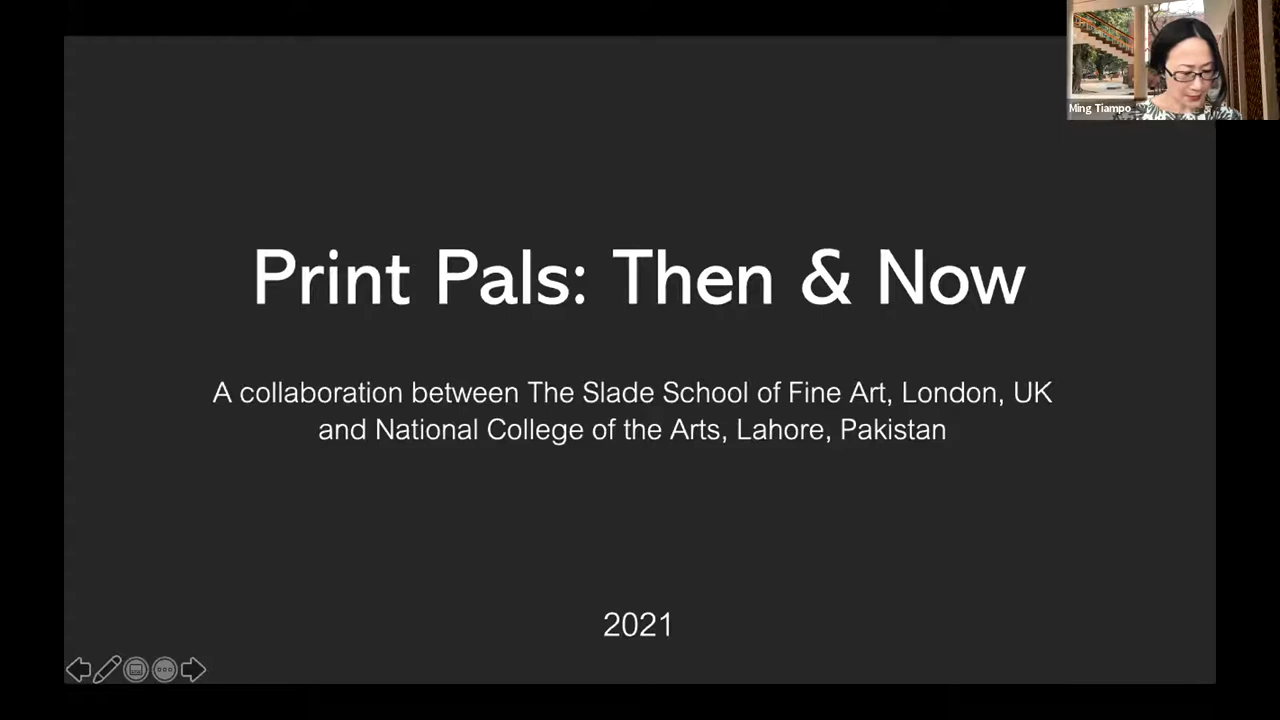 Ming Tiampo
Print Pals: Then & Now
A collaboration between The Slade School of Fine Art, London, UK
and National College of the Arts, Lahore, Pakistan
2021